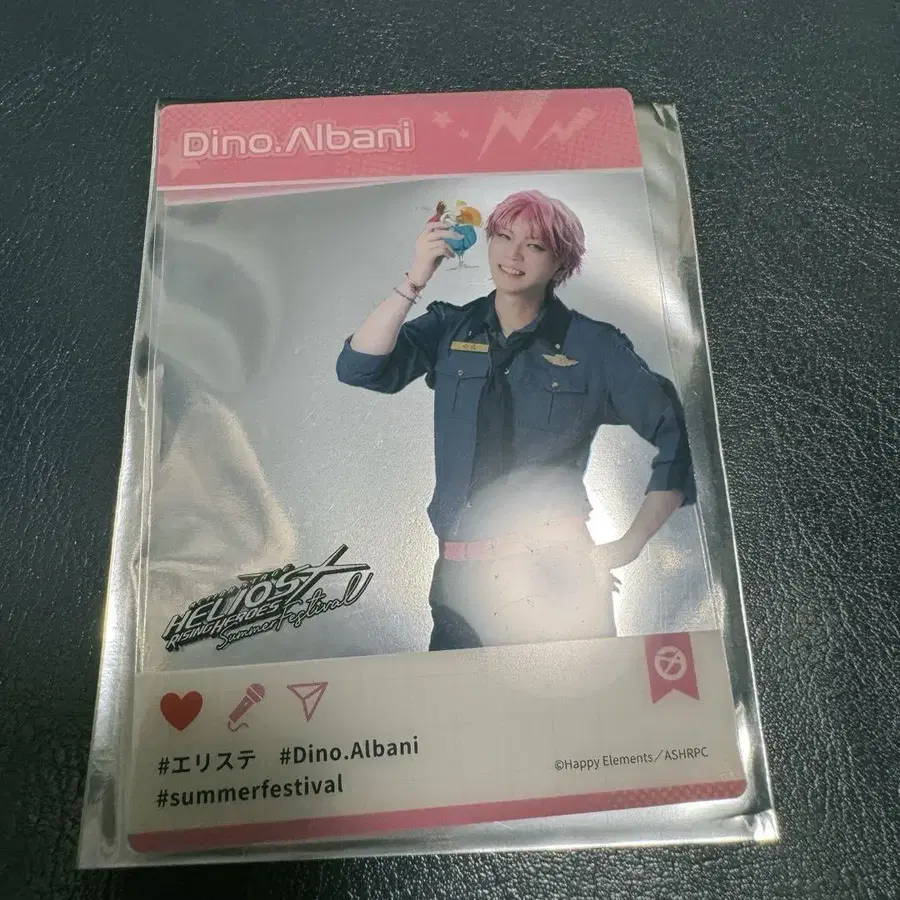 Dino.Albani
HELIOS
RISING HEROES
Summer Festival
#エリステ #Dino.Albani
#summerfestival
©Happy Elements／ASHRPC